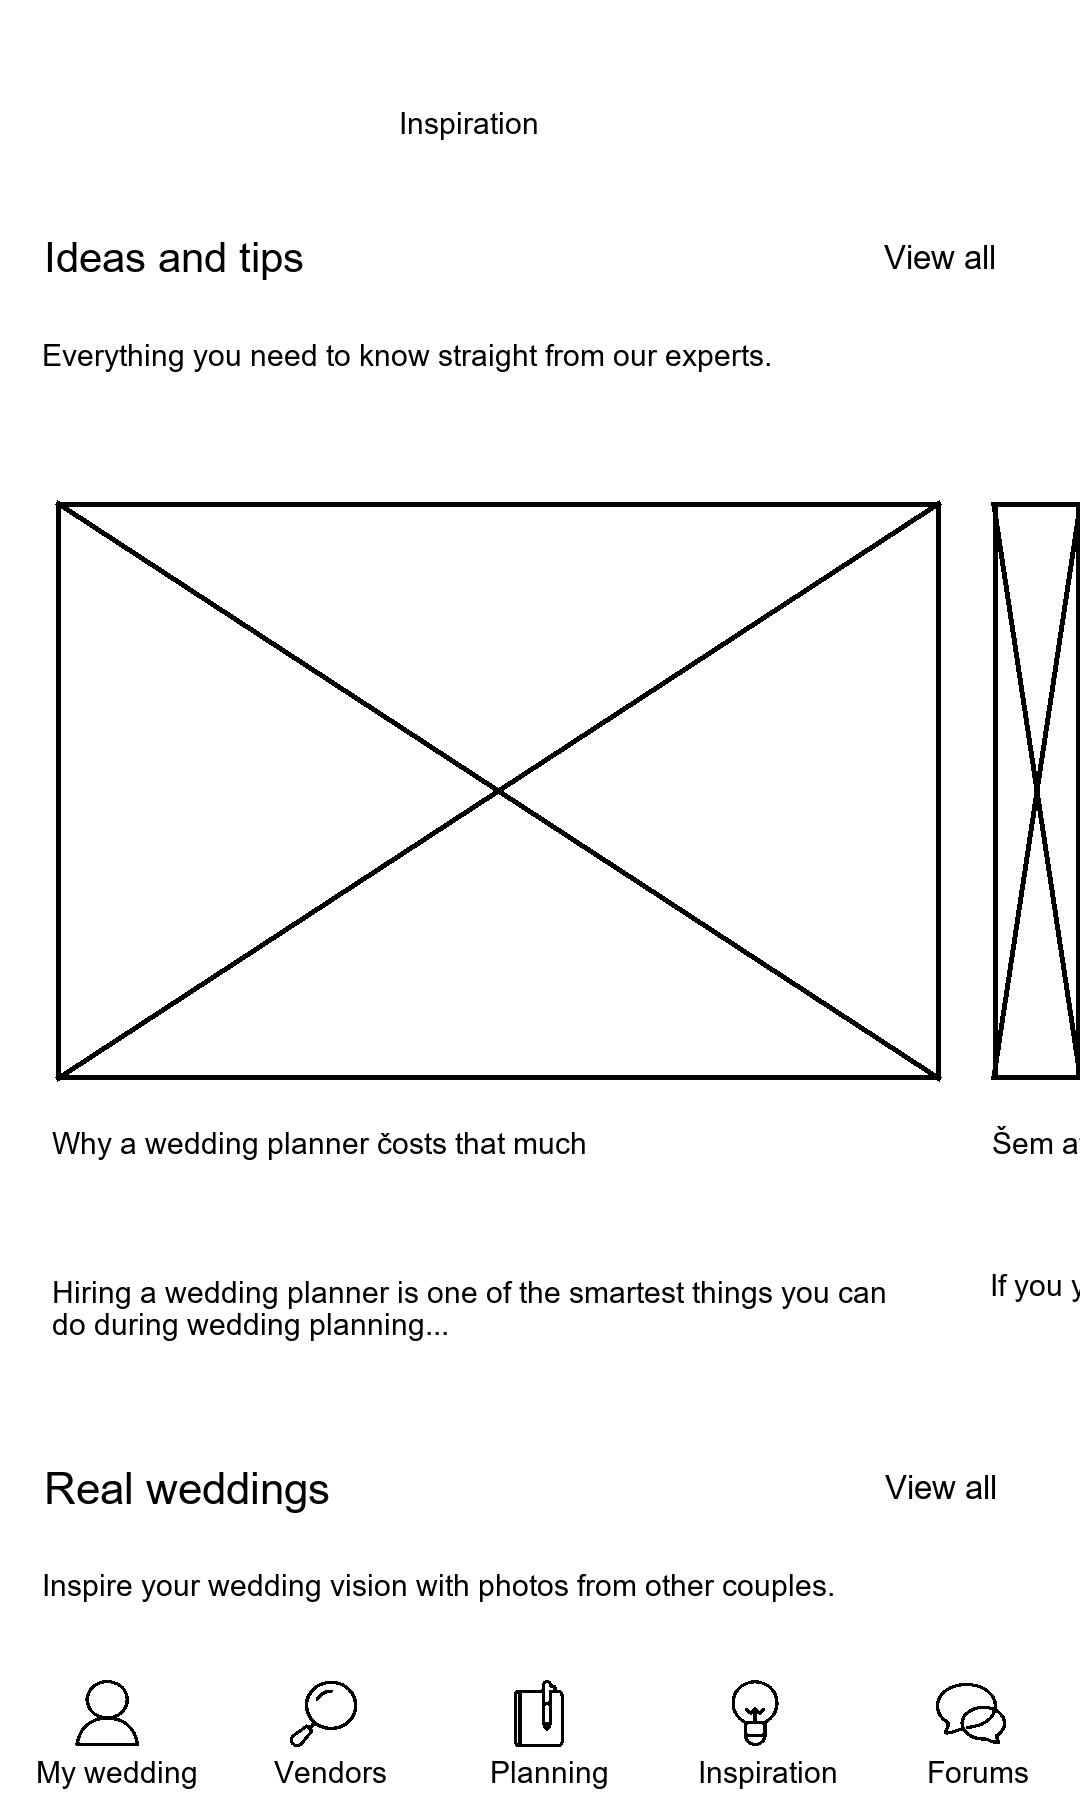 Inspiration
Ideas and tips
View all
Everything you need to know straight from our experts.
Why a wedding planner čosts that much
Šem
Hiring a wedding planner is one of the smartest things you can
do during wedding planning...
If you
Real weddings
View all
Inspire your wedding vision with photos from other couples.
My wedding
Vendors
Planning
Inspiration
Forums